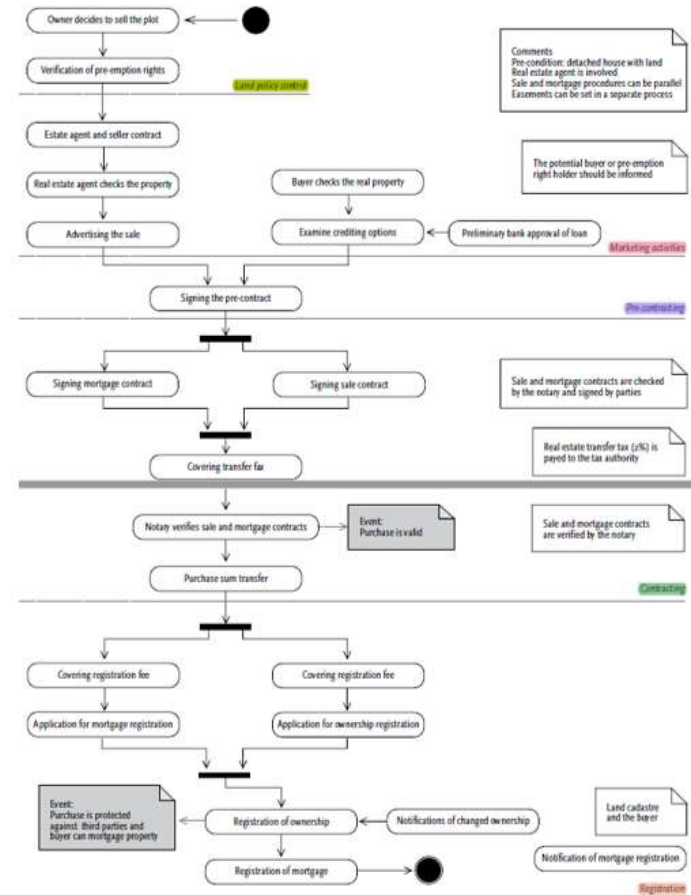 Owner decides to sell the plot
Verification of pre-emption rights
Land policy control
Comments
Pre-condition: detached house with land
Real estate agent is involved
Sale and mortgage procedures can be parallel
Easements can be set in a separate process
Estate agent and seller contract
The potential buyer or pre-emption
right holder should be informed
Real estate agent checks the property
Buyer checks the real property
Advertising the sale
Examine crediting options
Preliminary bank approval of loan
Marketing activities
Signing the pre-contract
Pre-contracting
Signing mortgage contract
Signing sale contract
Sale and mortgage contracts are checked
by the notary and signed by parties
Covering transfer fax
Real estate transfer tax (2%) is
payed to the tax authority
Notary verifies sale and mortgage contracts
Event:
Purchase is valid
Sale and mortgage contracts
are verified by the notary
Purchase sum transfer
Contracting
Covering registration fee
Covering registration fee
Application for mortgage registration
Application for ownership registration
Event:
Purchase is protected
against third parties and
buyer can mortgage property
Registration of ownership
Notifications of changed ownership
Land cadastre
and the buyer
Registration of mortgage
Notification of mortgage registration
Registration